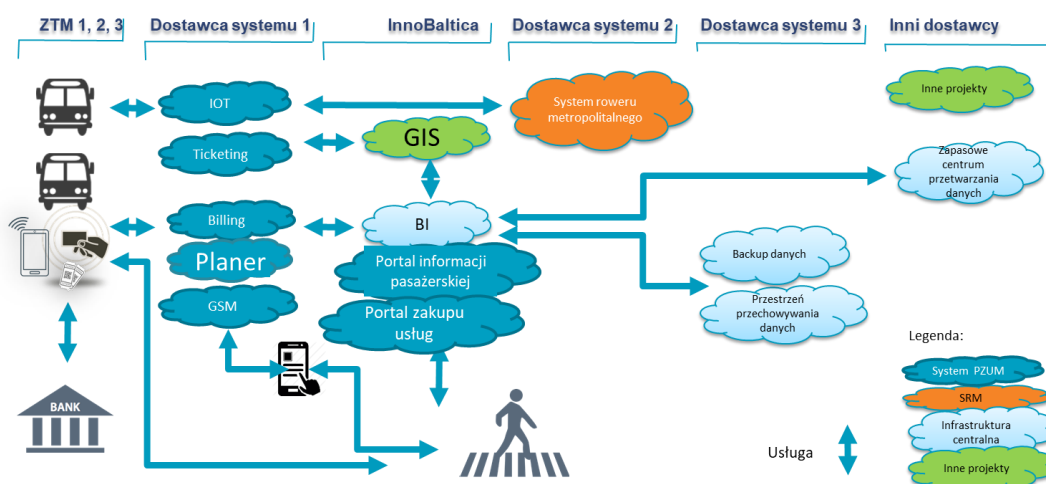 ZTM 1, 2, 3
Dostawca systemu 1
InnoBaltica
Dostawca systemu 2
Dostawca systemu 3
Inni dostawcy
IOT
System roweru
metropolitalnego
Inne projekty
Ticketing
GIS
Zapasowe
centrum
przetwarzania
danych
Billing
BI
Planer
Portal informacji
pasażerskiej
Backup danych
GSM
Portal zakupu
usług
Przestrzeń
przechowywania
danych
Legenda:
System PZUM
SRM
Infrastruktura
centralna
Inne projekty
Usługa
BANK